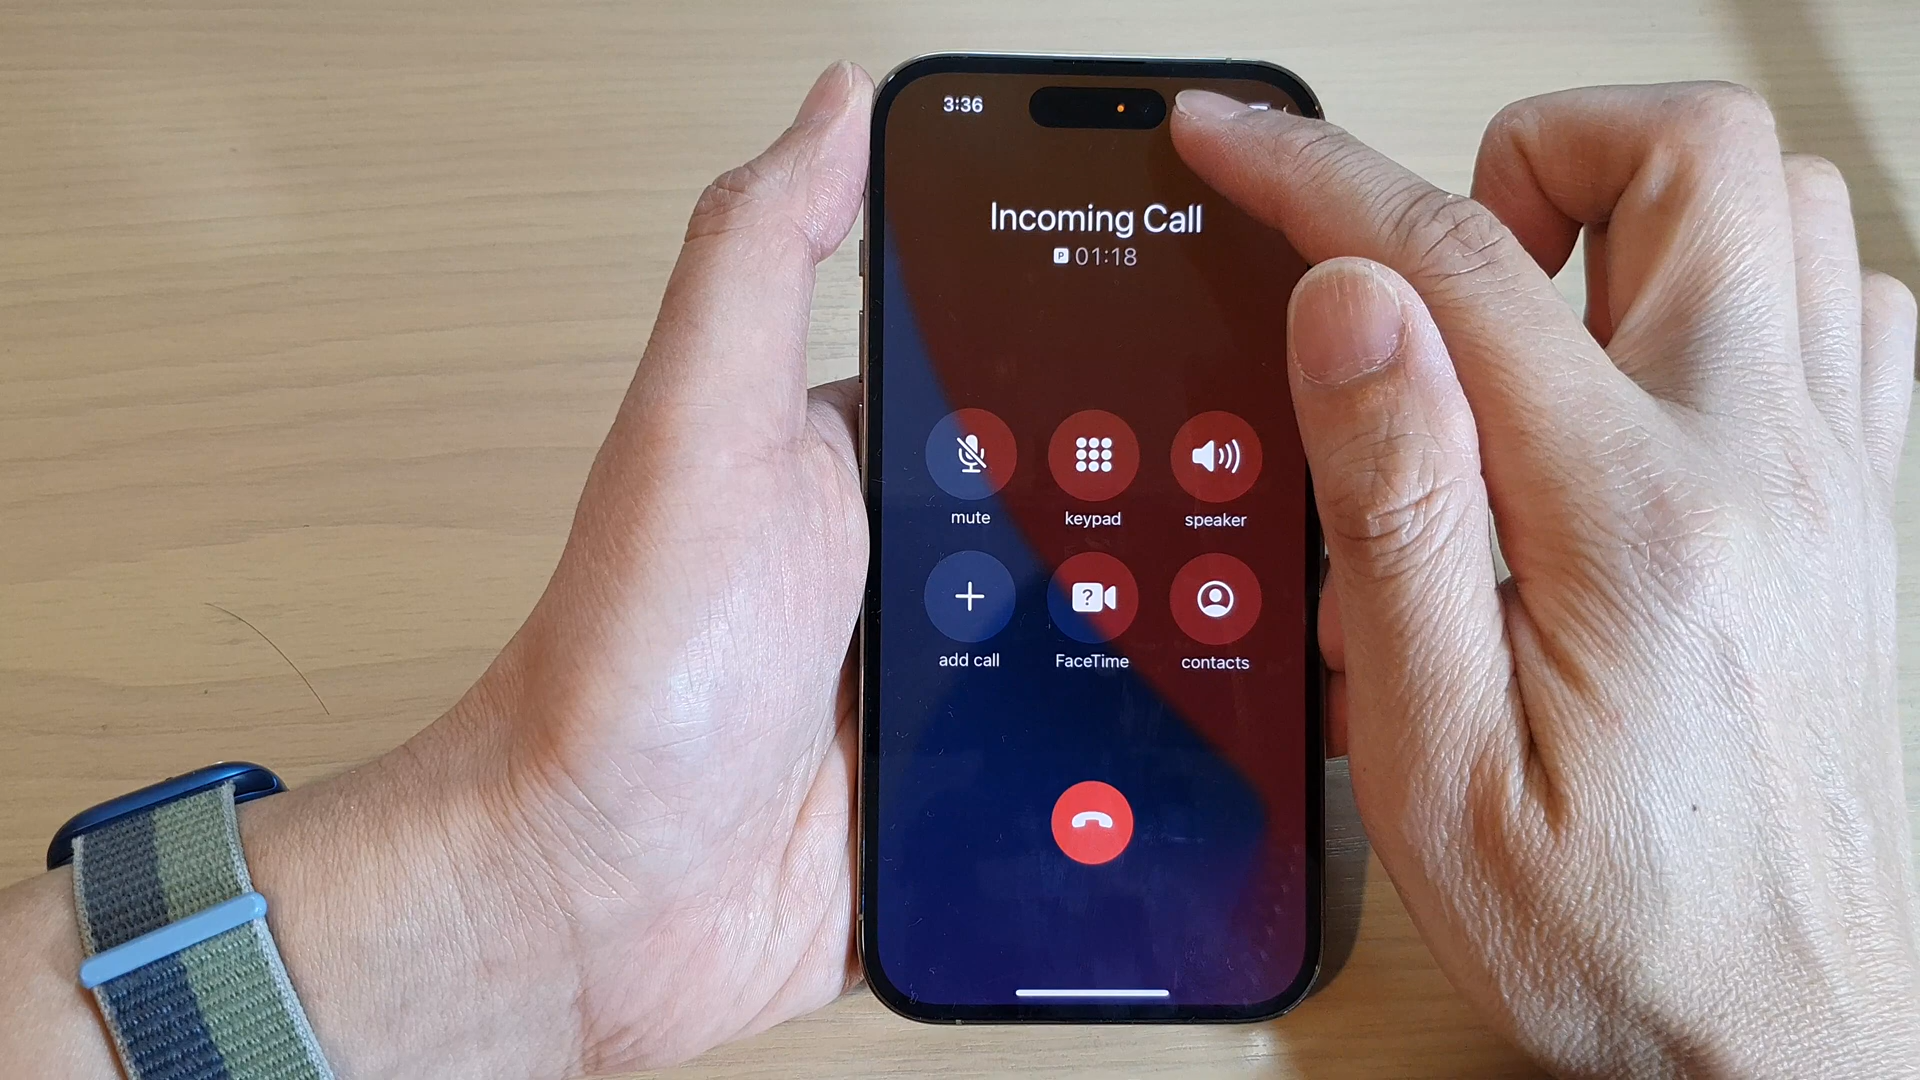 3:36
Incoming Call
P 01:18
mute
keypad
speaker
?
add call
FaceTime
contacts